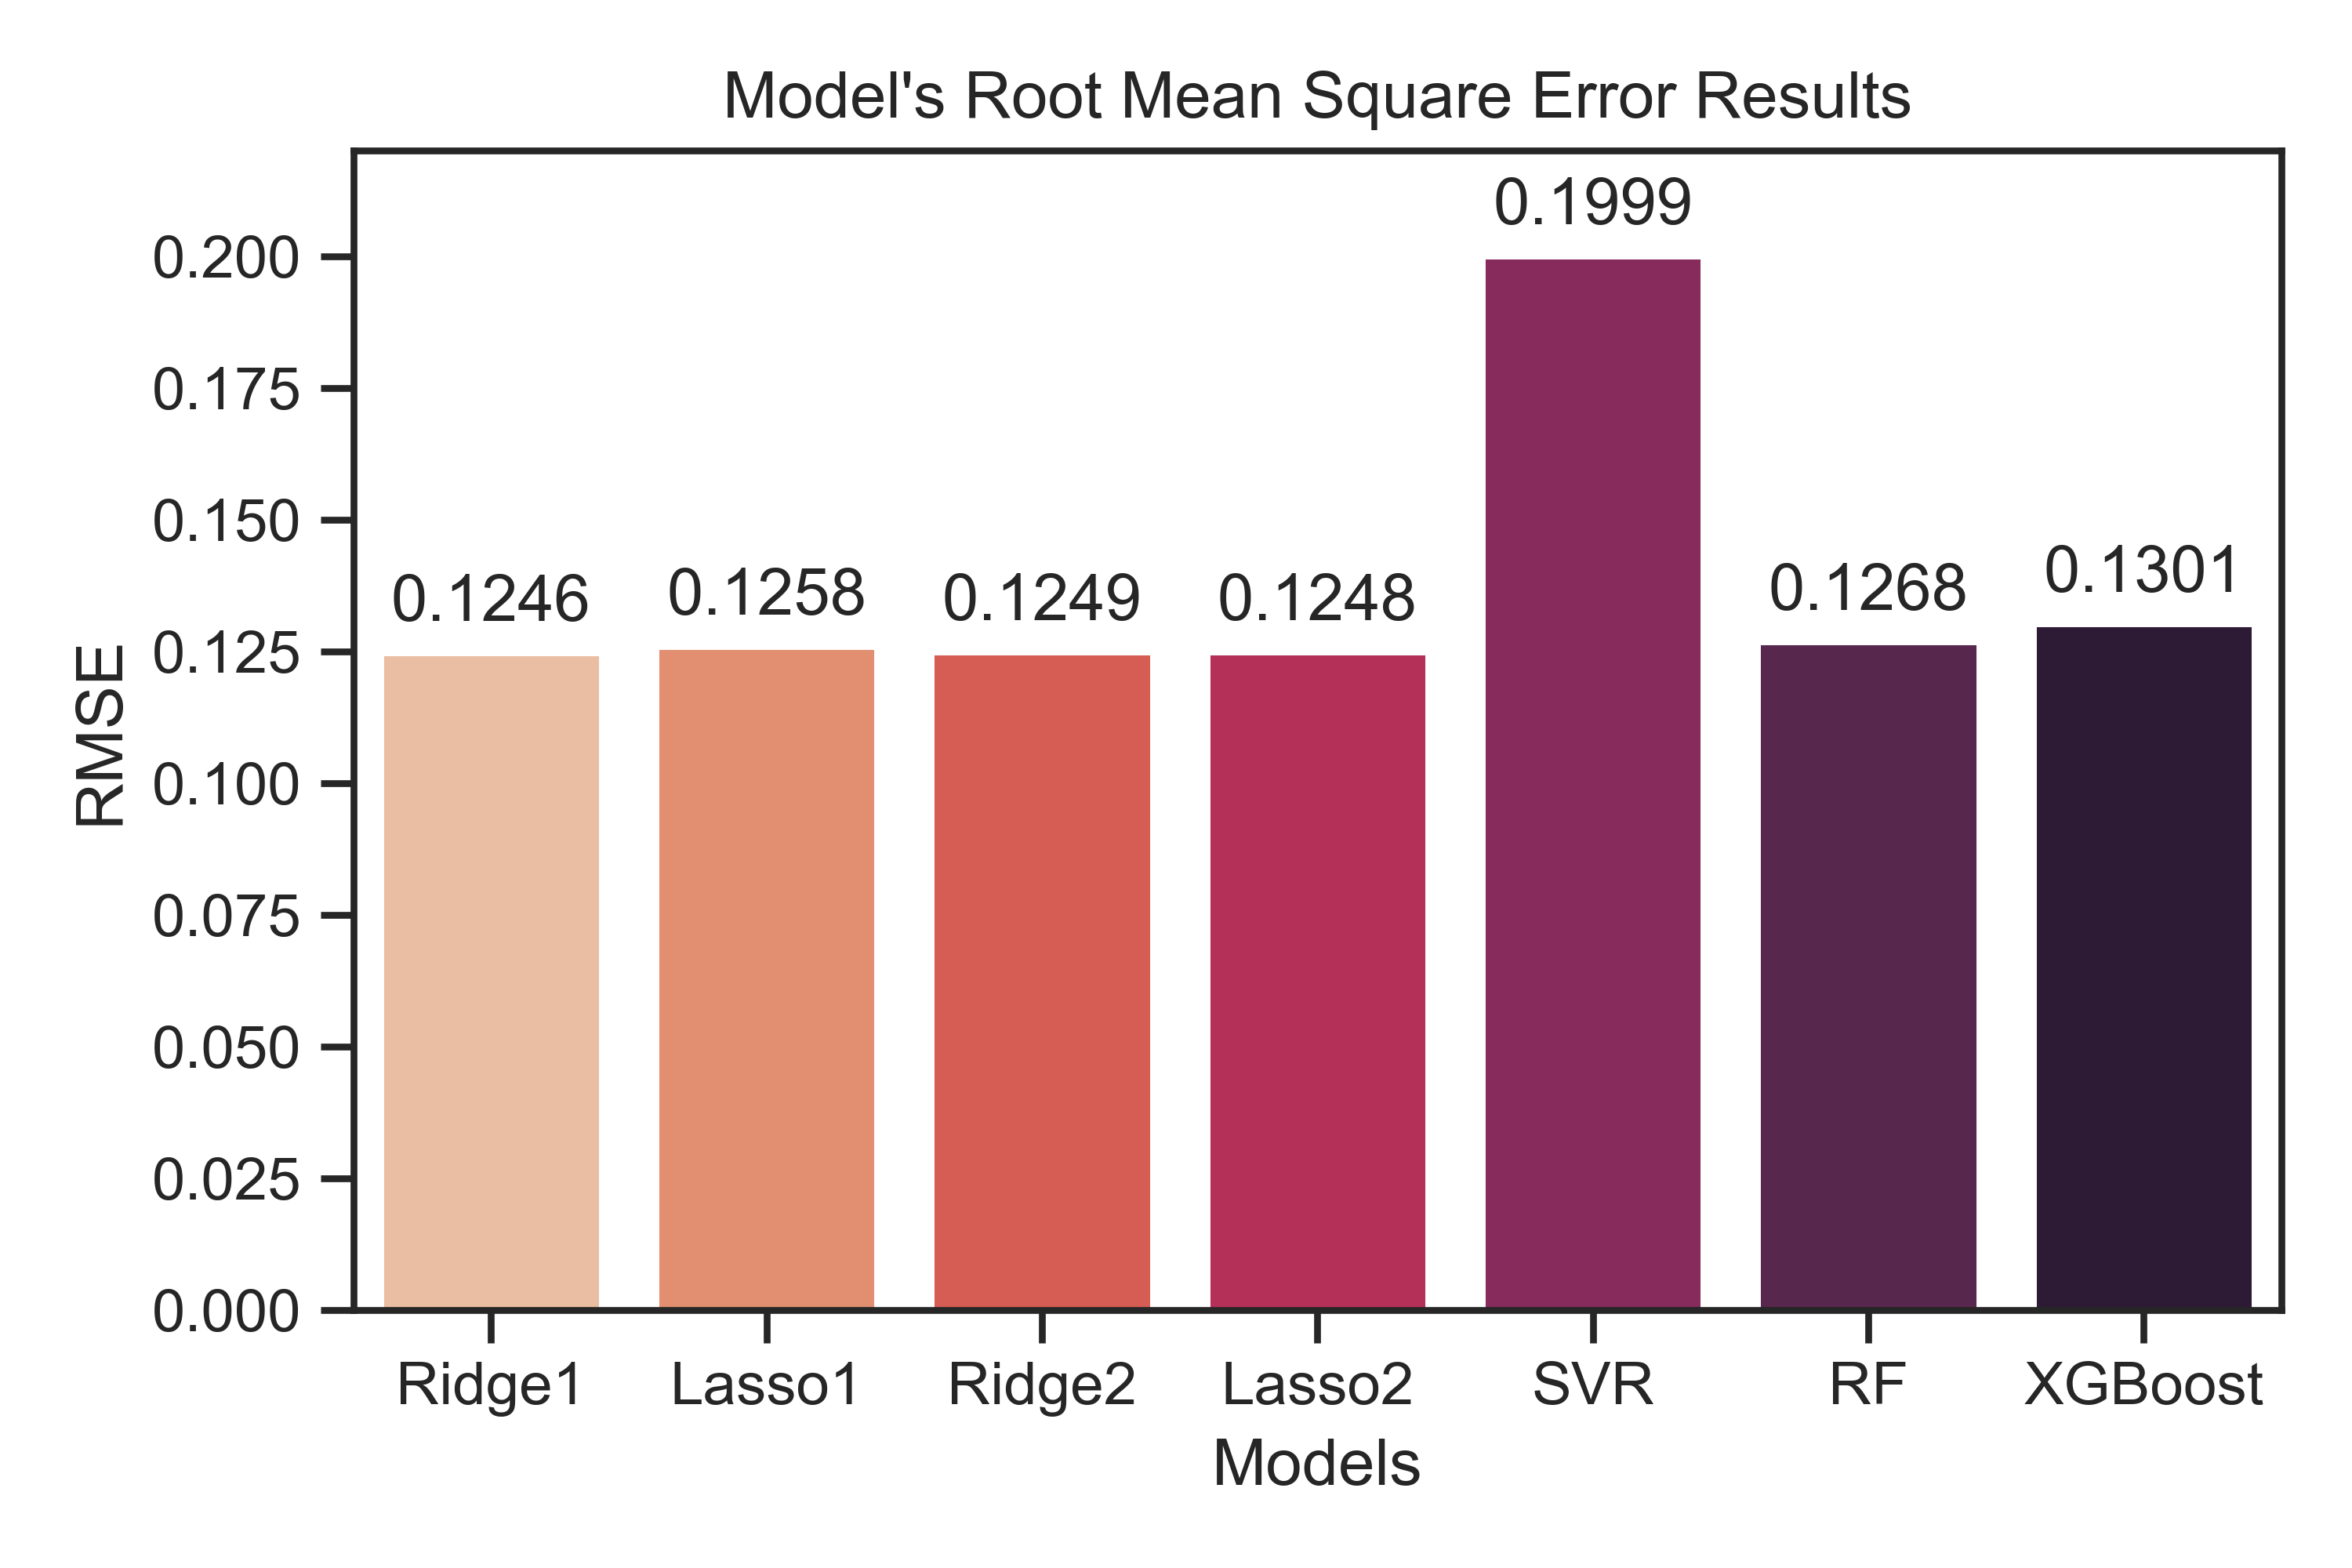 Model's Root Mean Square Error Results
0.1999
0.200
0.175
0.150
0.1246 0.1258 0.1249 0.1248 0.1268 0.1301
0.125
RMSE
0.100
0.075
0.050
0.025
0.000
Ridge1 Lasso1 Ridge2 Lasso2 SVR RF XGBoost
Models